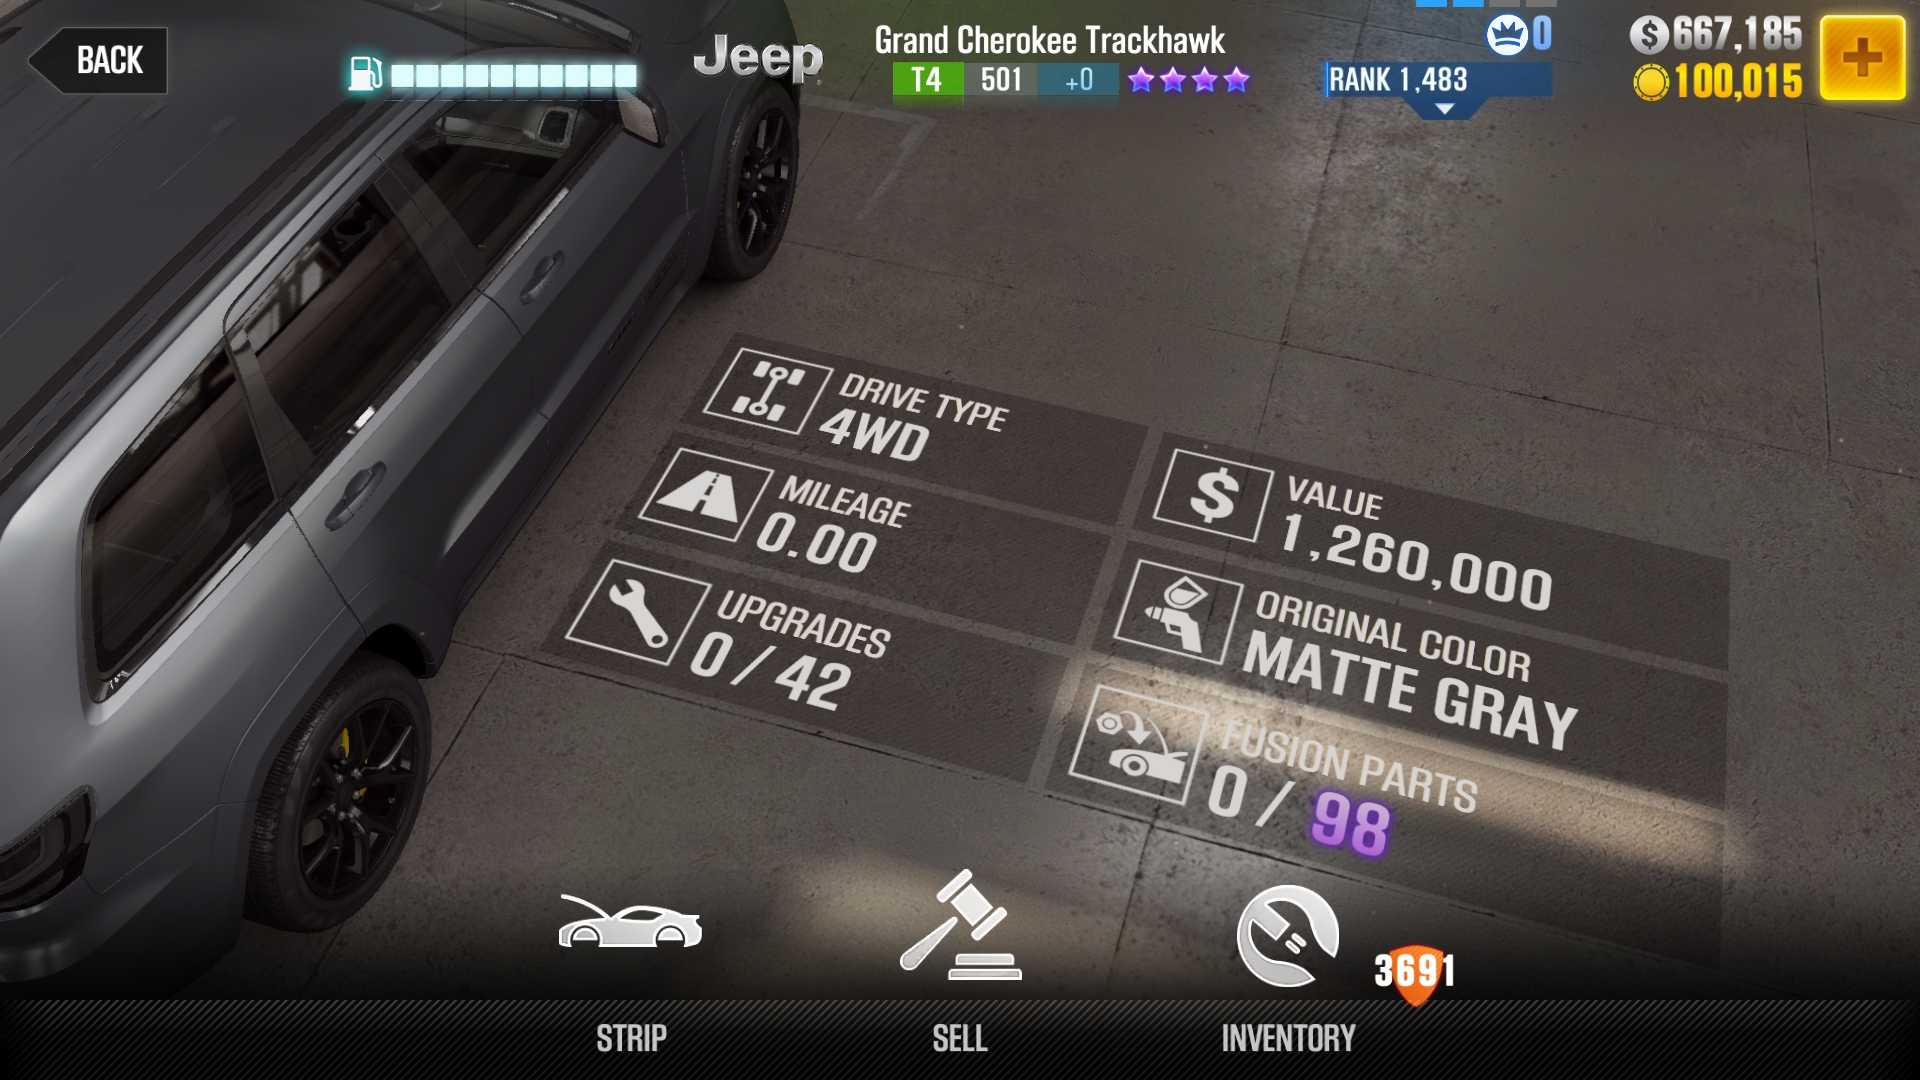 BACK
Jeep
Grand Cherokee Trackhawk
T4 501 +0
0
RANK 1,483
$ 667,185
100,015
DRIVE TYPE
4WD
MILEAGE
0.00
UPGRADES
0/42
$ VALUE
1,260,000
ORIGINAL COLOR
MATTE GRAY
FUSION PARTS
0/98
3691
STRIP
SELL
INVENTORY